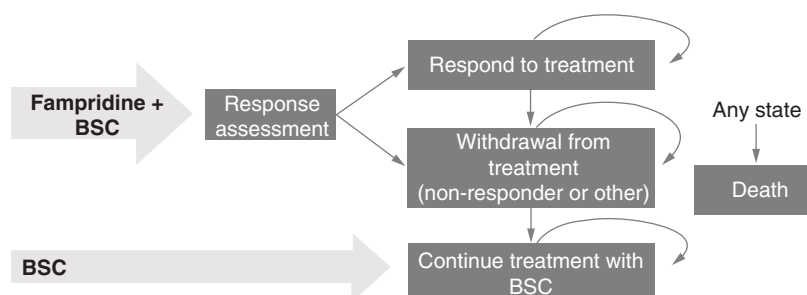 Fampridine +
BSC
Response
assessment
Respond to treatment
Withdrawal from
treatment
(non-responder or other)
Any state
Death
BSC
Continue treatment with
BSC